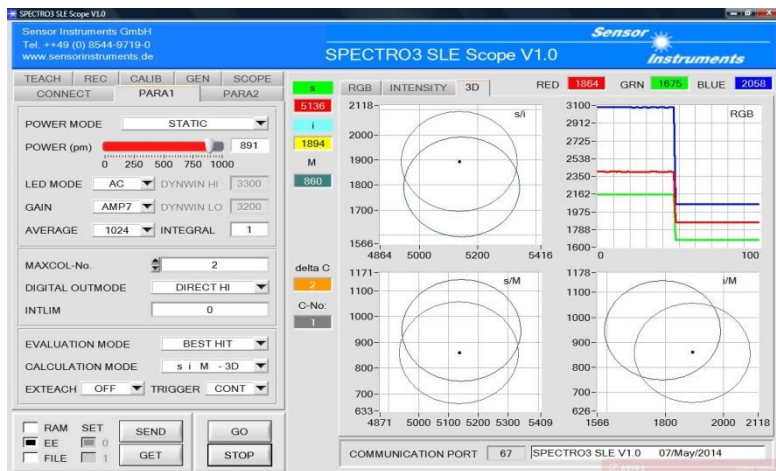 SPECTRO3 SLE Scope V1.0
Sensor Instruments GmbH
Tel. ++49 (0) 8544-9719-0
www.sensorinstruments.de
SPECTRO3 SLE Scope V1.0
Sensor
Instruments
TEACH REC CALIB GEN SCOPE
CONNECT PARA1 PARA2
POWER MODE STATIC
POWER (pm) 891
0 250 500 750 1000
LED MODE AC DYNWIN HI 3300
GAIN AMP7 DYNWIN LO 3200
AVERAGE 1024 INTEGRAL 1
MAXCOL-No. 2
DIGITAL OUTMODE DIRECT HI
INTLIM 0
EVALUATION MODE BEST HIT
CALCULATION MODE s i M - 3D
EXTEACH OFF TRIGGER CONT
RAM SET SEND GO
EE 0
FILE 1 GET STOP
s
5136
i
1894
M
860
delta C
2
C-No:
1
RGB INTENSITY 3D RED 1864 GRN 1675 BLUE 2058
s/i
2118
2000
1900
1800
1700
1566
4864 5000 5200 5416
RGB
3100
2912
2725
2538
2350
2162
1975
1788
1600
0 100
s/M
1171
1100
1000
900
800
700
633
4871 5000 5100 5200 5300 5409
i/M
1178
1100
1000
900
800
700
626
1566 1800 2000 2118
COMMUNICATION PORT 67 SPECTRO3 SLE V1.0 07/May/2014